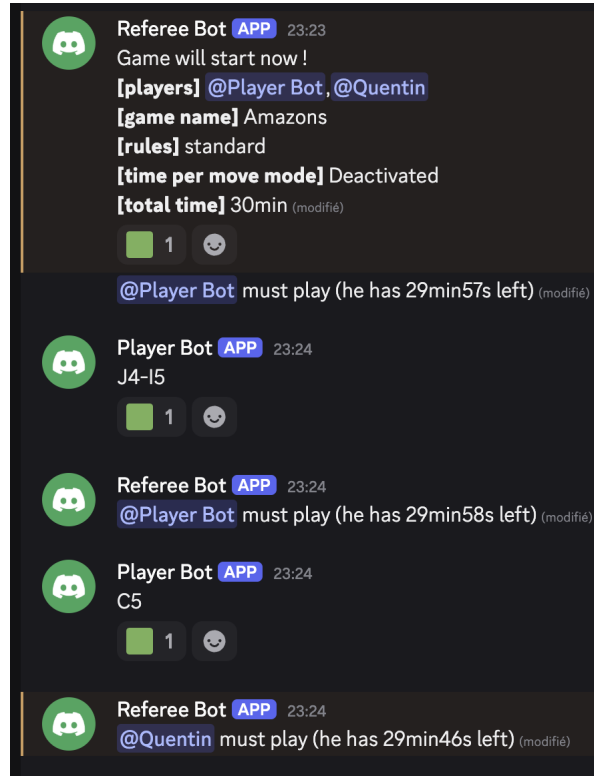 Referee Bot APP 23:23
Game will start now !
[players] @Player Bot,@Quentin
[game name] Amazons
[rules] standard
[time per move mode] Deactivated
[total time] 30min (modifié)
1
@Player Bot must play (he has 29min57s left) (modifié)
Player Bot APP 23:24
J4-I5
1
Referee Bot APP 23:24
@Player Bot must play (he has 29min58s left) (modifié)
Player Bot APP 23:24
C5
1
Referee Bot APP 23:24
@Quentin must play (he has 29min46s left) (modifié)